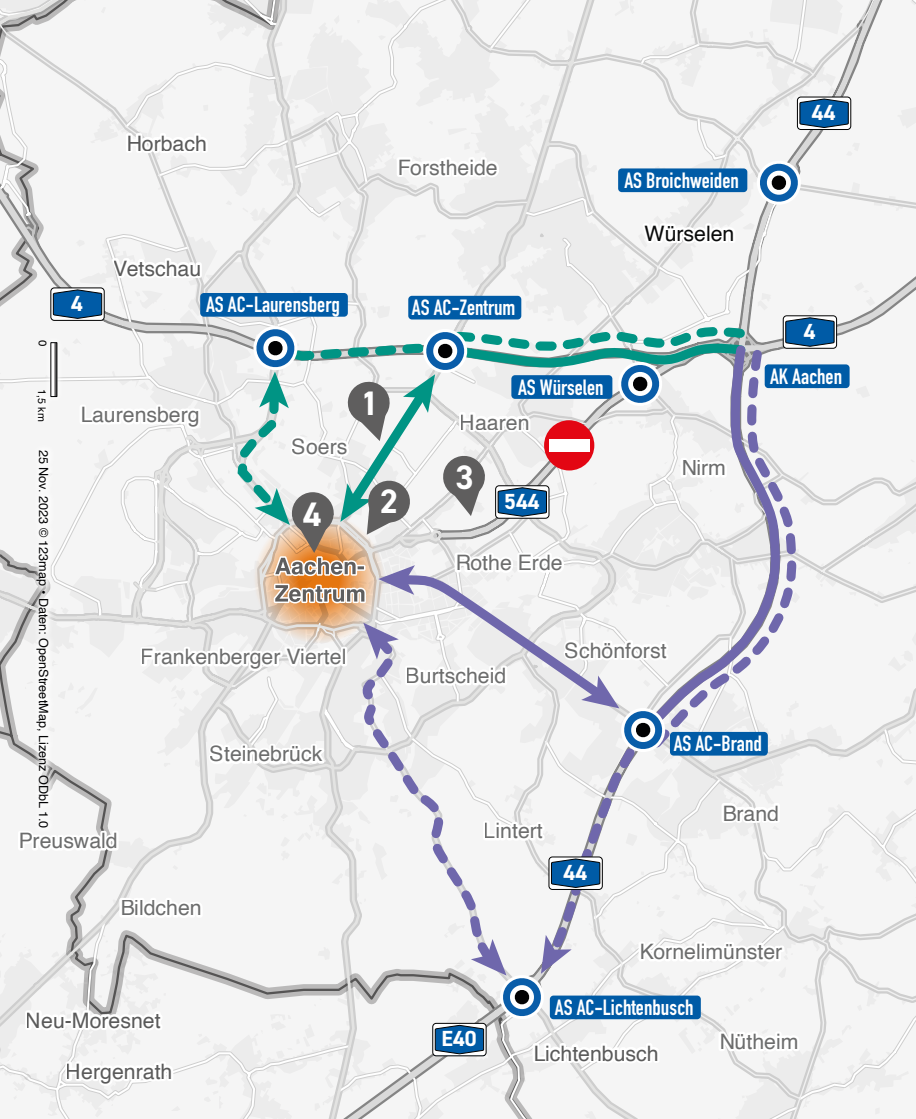 44
AS Broichweiden
Horbach
Forstheide
Würselen
Vetschau
4
AS AC-Laurensberg
AS AC-Zentrum
4
0
1,5 km
AS Würselen
AK Aachen
1
Laurensberg
Soers
Haaren
Nirm
2
3
4
544
Aachen-
Zentrum
Rothe Erde
25 Nov. 2023 © 123map • Daten: OpenStreetMap, Lizenz ODbL 1.0
Frankenberger Viertel
Schönforst
Burtscheid
Steinebrück
AS AC-Brand
Brand
Preuswald
Lintert
44
Bildchen
Kornelimünster
AS AC-Lichtenbusch
Neu-Moresnet
E40
Nütheim
Lichtenbusch
Hergenrath